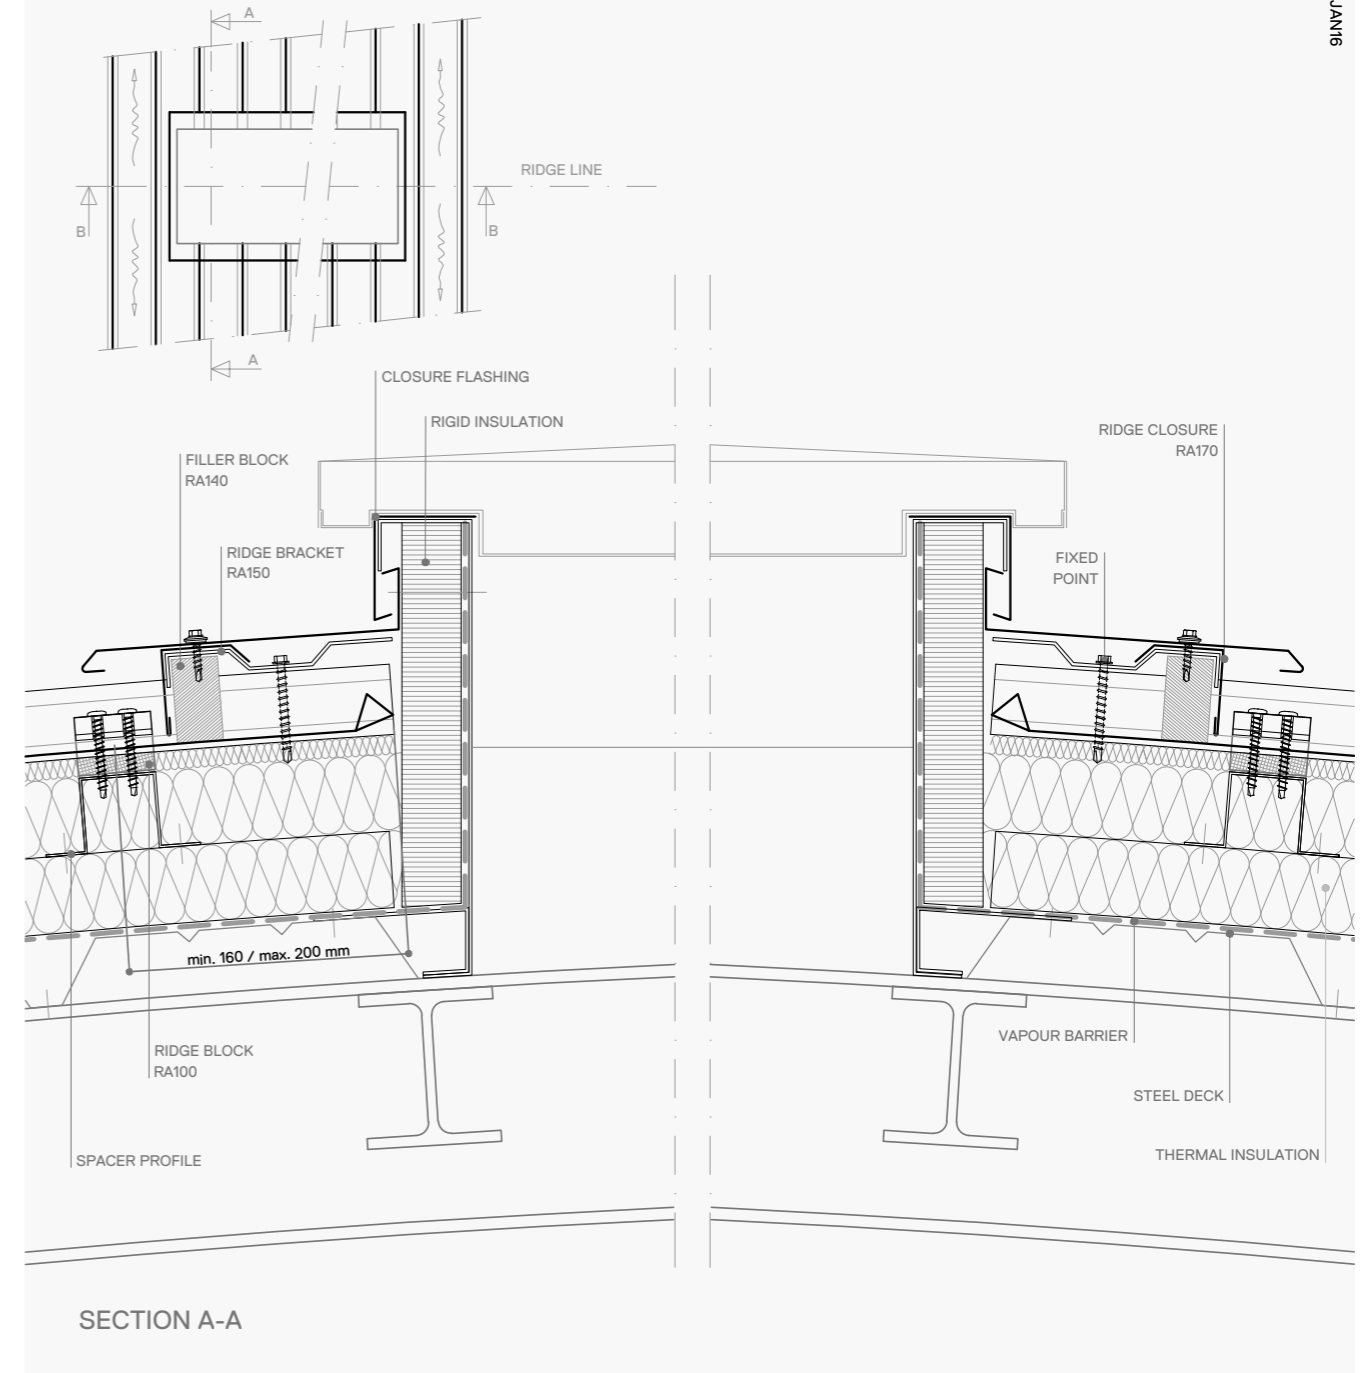 JAN16
A
RIDGE LINE
B
B
A
CLOSURE FLASHING
RIGID INSULATION
RIDGE CLOSURE
RA170
FILLER BLOCK
RA140
RIDGE BRACKET
RA150
FIXED
POINT
min. 160 / max. 200 mm
RIDGE BLOCK
RA100
VAPOUR BARRIER
STEEL DECK
SPACER PROFILE
THERMAL INSULATION
SECTION A-A